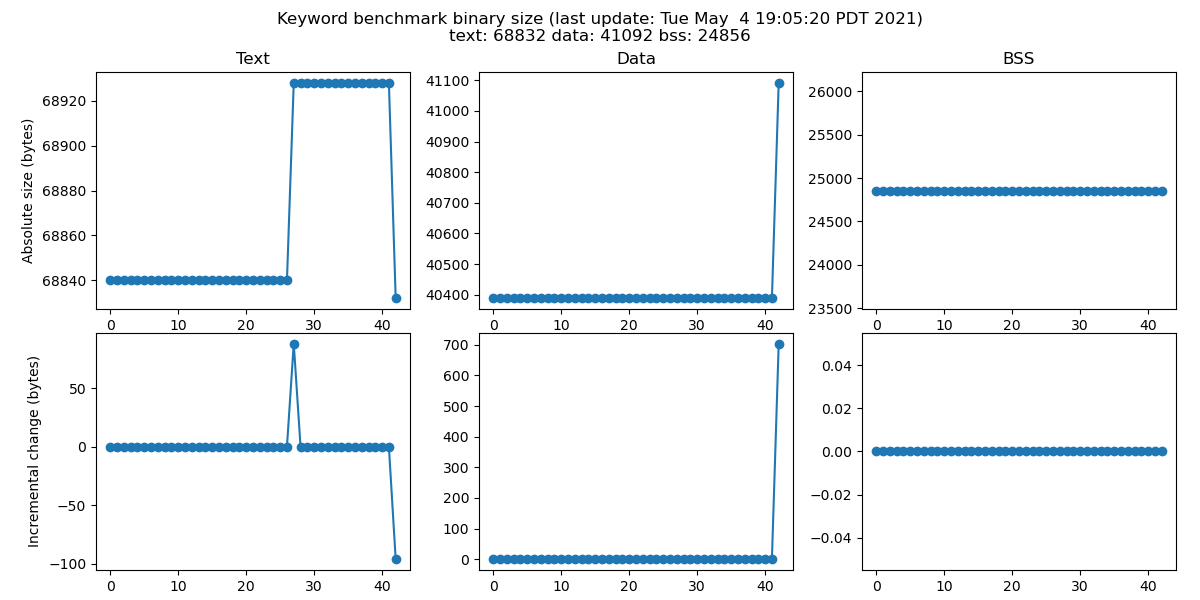 Keyword benchmark binary size (last update: Tue May  4 19:05:20 PDT 2021)
text: 68832 data: 41092 bss: 24856
Text
Data
BSS
Absolute size (bytes)
68920
68900
68880
68860
68840
0 10 20 30 40
41100
41000
40900
40800
40700
40600
40500
40400
0 10 20 30 40
26000
25500
25000
24500
24000
23500
0 10 20 30 40
Incremental change (bytes)
50
0
−50
−100
0 10 20 30 40
700
600
500
400
300
200
100
0
0 10 20 30 40
0.04
0.02
0.00
−0.02
−0.04
0 10 20 30 40